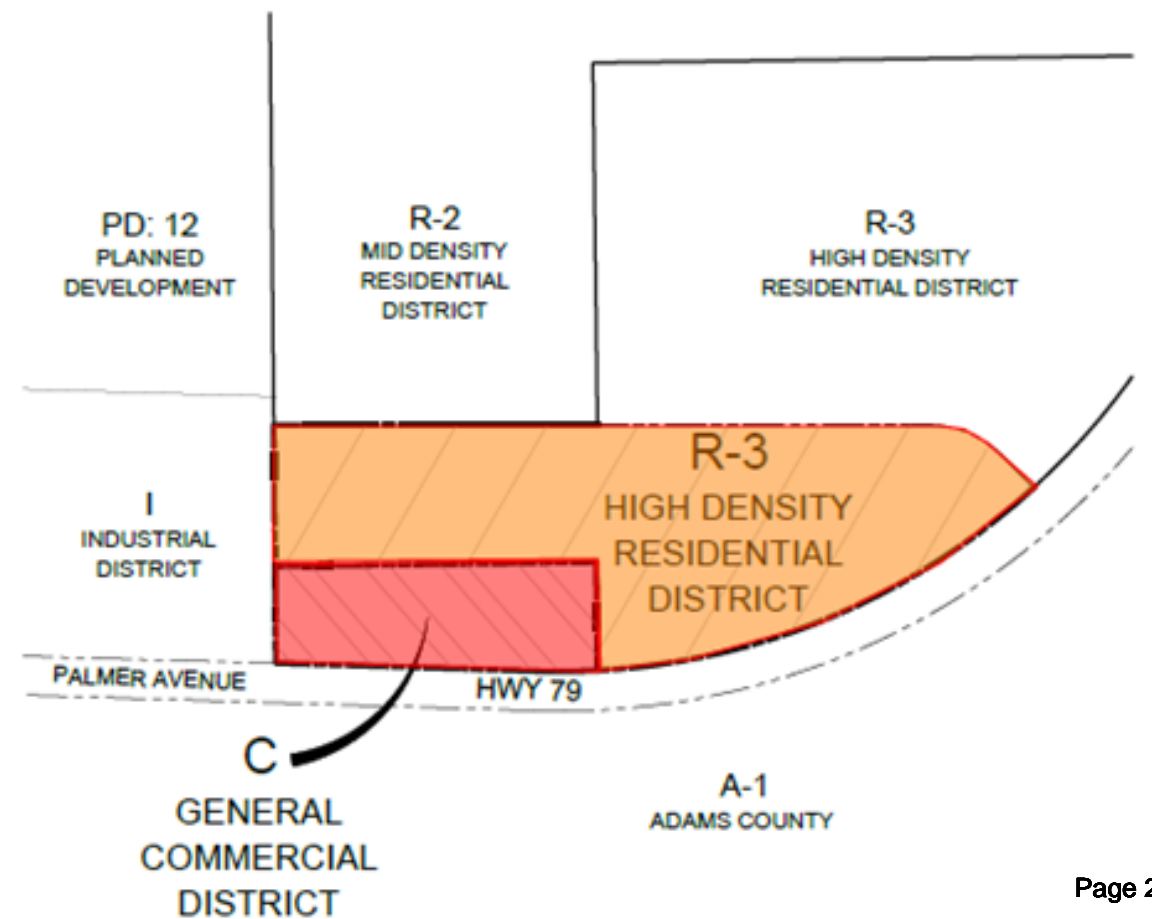 PD: 12
PLANNED
DEVELOPMENT
R-2
MID DENSITY
RESIDENTIAL
DISTRICT
R-3
HIGH DENSITY
RESIDENTIAL DISTRICT
I
INDUSTRIAL
DISTRICT
R-3
HIGH DENSITY
RESIDENTIAL
DISTRICT
PALMER AVENUE
HWY 79
C
GENERAL
COMMERCIAL
DISTRICT
A-1
ADAMS COUNTY
Page 2